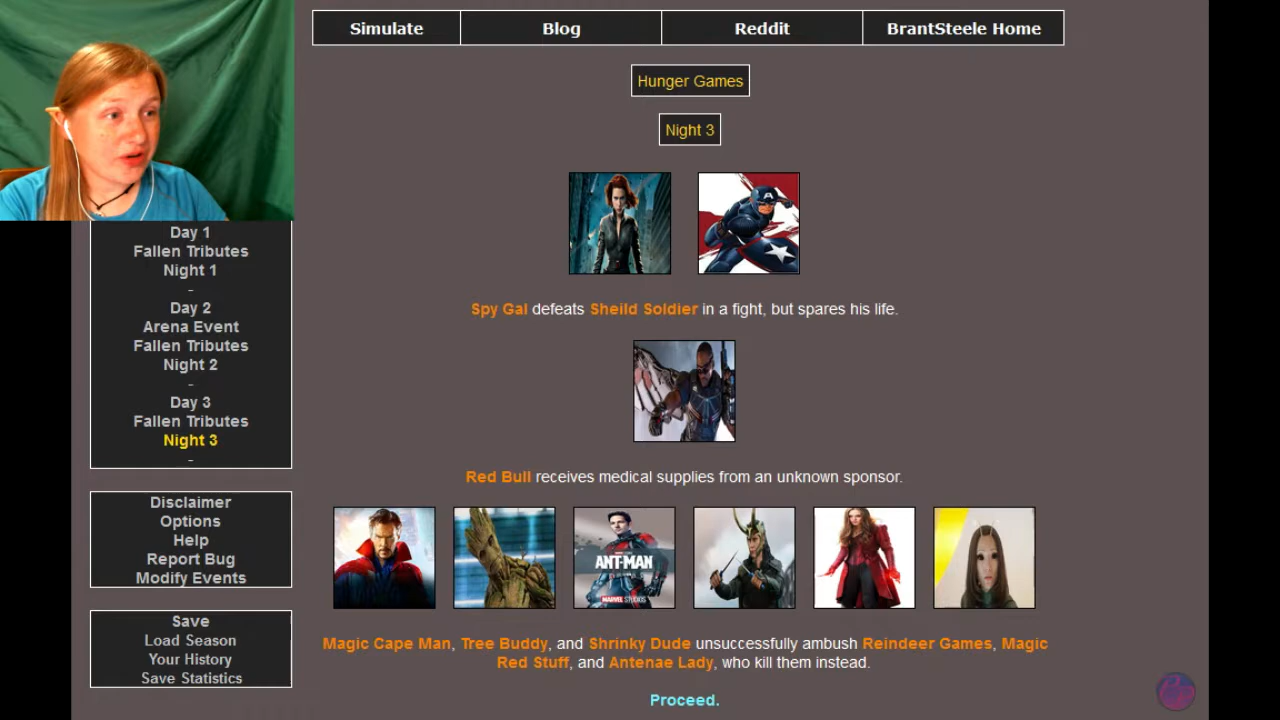 Simulate Blog Reddit BrantSteele Home
Hunger Games
Night 3
Day 1
Fallen Tributes
Night 1
-
Day 2
Arena Event
Fallen Tributes
Night 2
-
Day 3
Fallen Tributes
Night 3
-
Disclaimer
Options
Help
Report Bug
Modify Events
Save
Load Season
Your History
Save Statistics
Spy Gal defeats Sheild Soldier in a fight, but spares his life.
Red Bull receives medical supplies from an unknown sponsor.
ANT-MAN
MARVEL STUDIOS
Magic Cape Man, Tree Buddy, and Shrinky Dude unsuccessfully ambush Reindeer Games, Magic
Red Stuff, and Antenae Lady, who kill them instead.
Proceed.